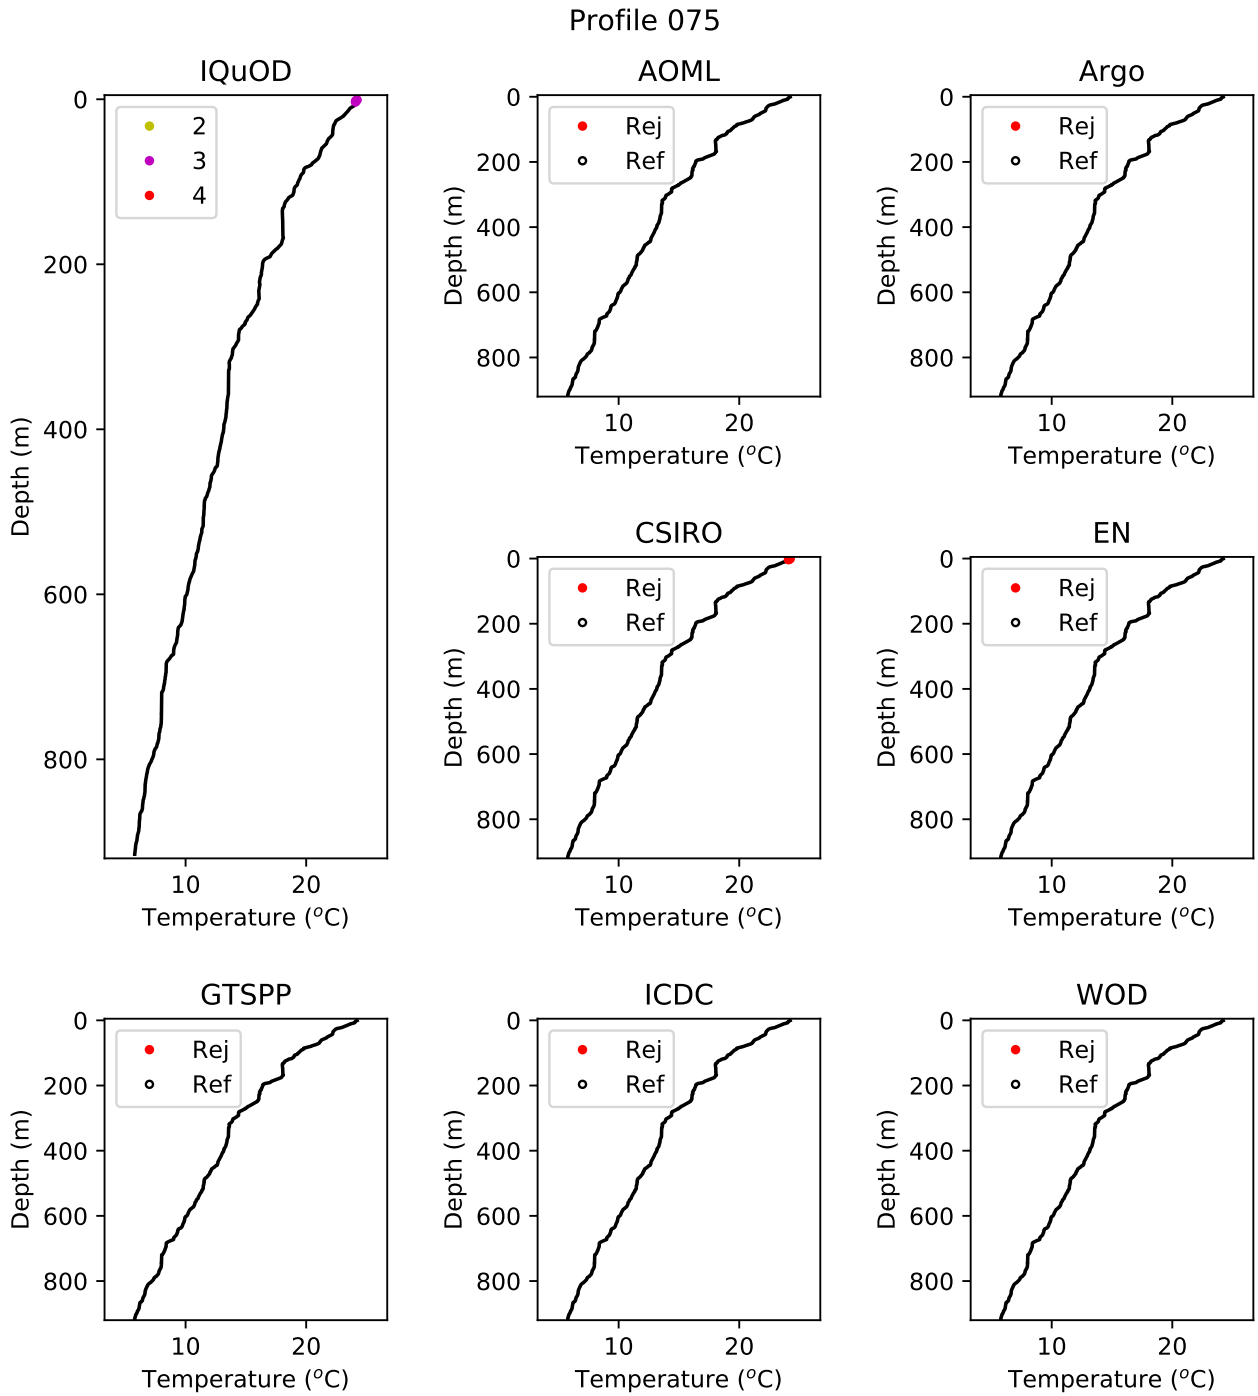 Profile 075
IQuOD
0
200
400
600
800
Depth (m)
2
3
4
10 20
Temperature (°C)
AOML
0
200
400
600
800
Depth (m)
Rej
Ref
10 20
Temperature (°C)
Argo
0
200
400
600
800
Depth (m)
Rej
Ref
10 20
Temperature (°C)
CSIRO
0
200
400
600
800
Depth (m)
Rej
Ref
10 20
Temperature (°C)
EN
0
200
400
600
800
Depth (m)
Rej
Ref
10 20
Temperature (°C)
GTSPP
0
200
400
600
800
Depth (m)
Rej
Ref
10 20
Temperature (°C)
ICDC
0
200
400
600
800
Depth (m)
Rej
Ref
10 20
Temperature (°C)
WOD
0
200
400
600
800
Depth (m)
Rej
Ref
10 20
Temperature (°C)